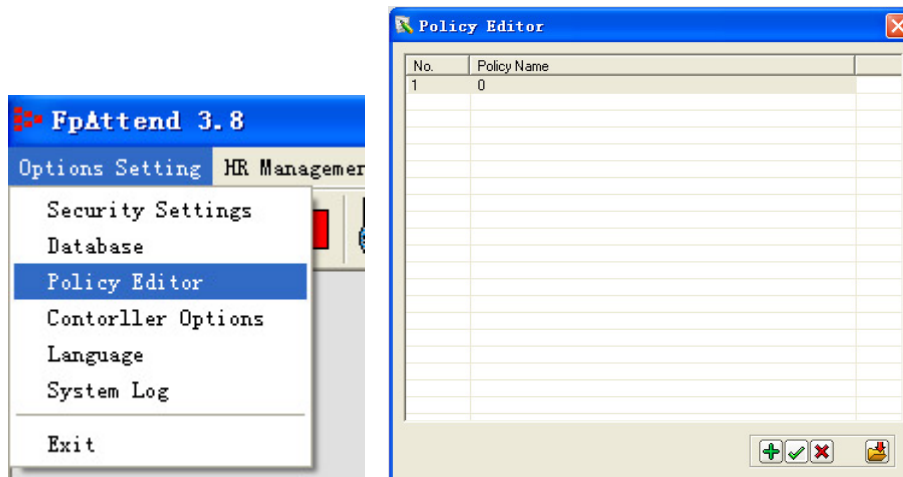 FpAttend 3.8
Options Setting HR Managemer
Security Settings
Database
Policy Editor
Contorller Options
Language
System Log
Exit
Policy Editor
No. Policy Name
1 0